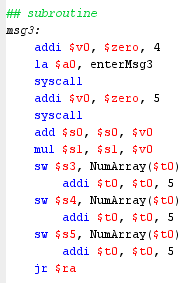 ## subroutine
msg3:
addi $v0, $zero, 4
la $a0, enterMsg3
syscall
addi $v0, $zero, 5
syscall
add $s0, $s0, $v0
mul $s1, $s1, $v0
sw $s3, NumArray($t0)
addi $t0, $t0, 5
sw $s4, NumArray($t0)
addi $t0, $t0, 5
sw $s5, NumArray($t0)
addi $t0, $t0, 5
jr $ra